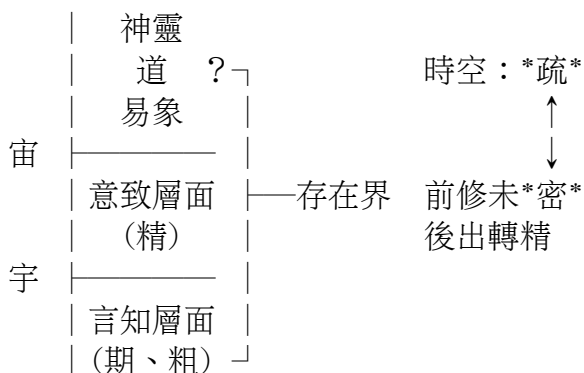 神靈
道 ? 時空：*疏*
易象
宙
意致層面 存在界 前修未*密*
(精) 後出轉精
宇
言知層面
(期、粗)